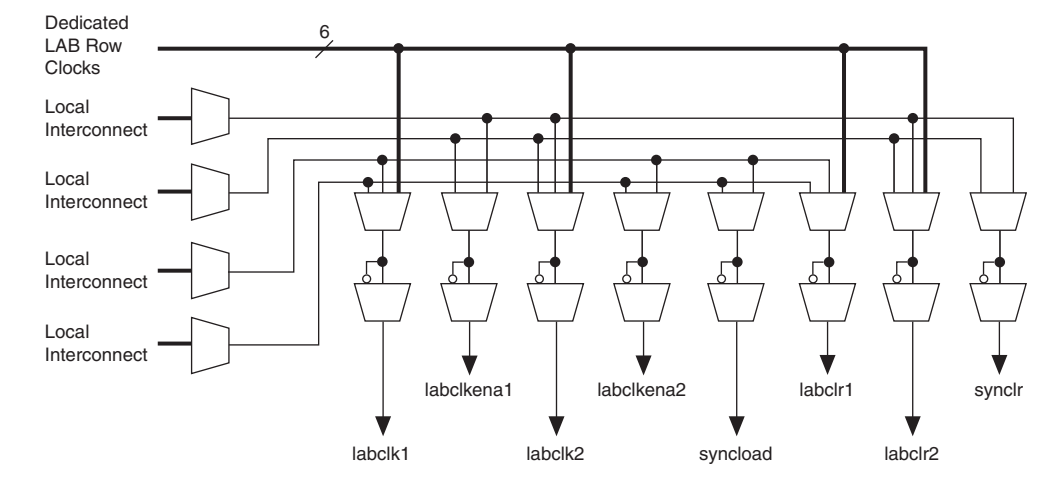 Dedicated
LAB Row
Clocks
6
Local
Interconnect
Local
Interconnect
Local
Interconnect
Local
Interconnect
labclkena1
labclkena2
labclr1
synclr
labclk1
labclk2
syncload
labclr2